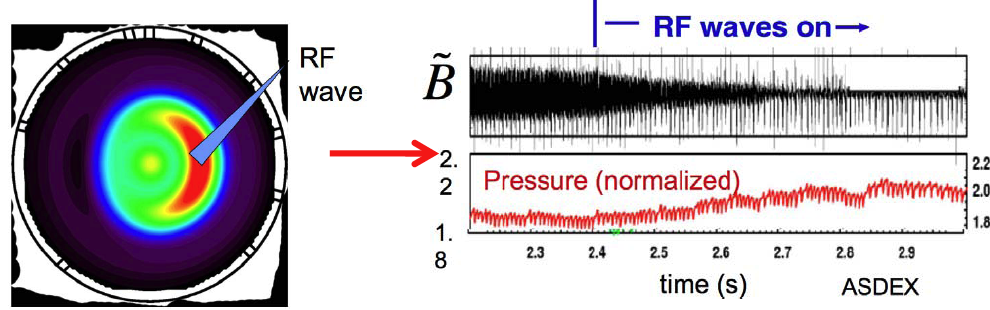 RF
wave
RF waves on
B̃
2.
2
1.
8
Pressure (normalized)
2.2
2.0
1.8
2.3 2.4 2.5 2.6 2.7 2.8 2.9
time (s)
ASDEX